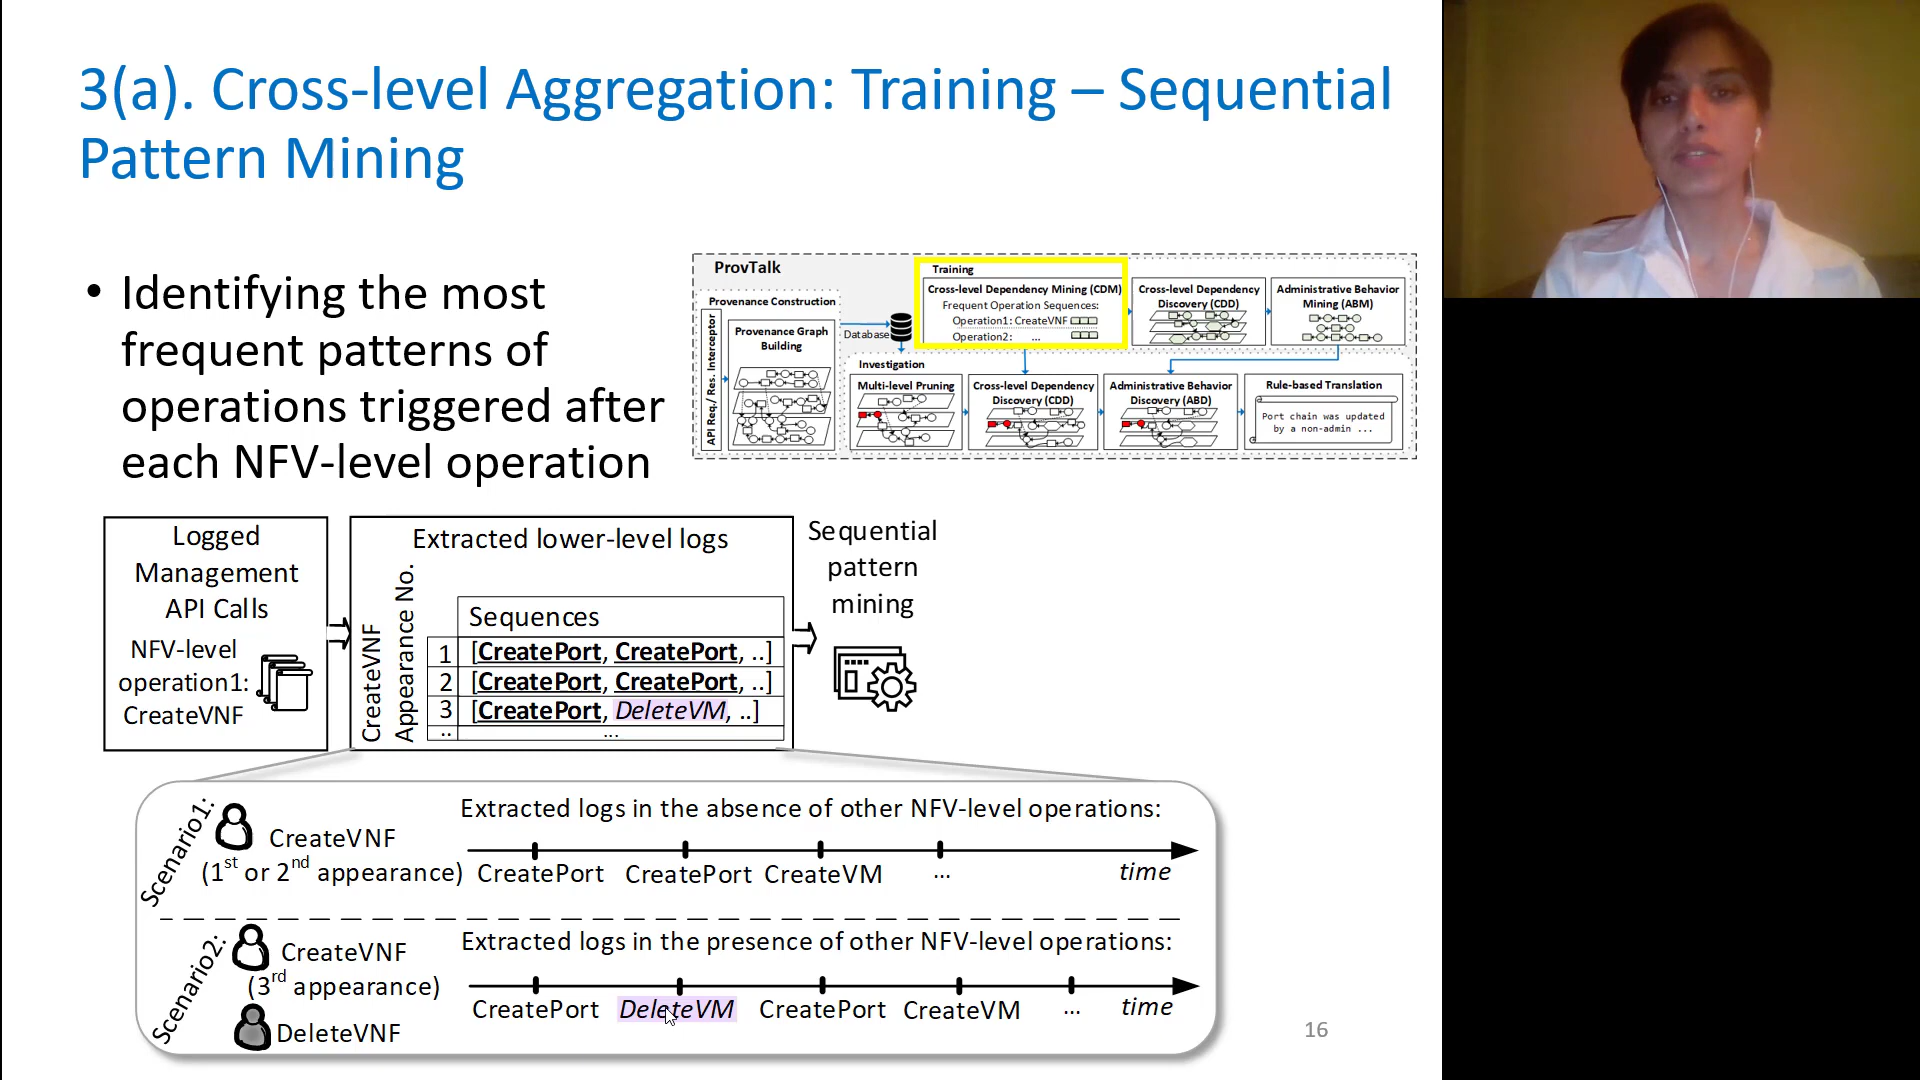 3(a). Cross-level Aggregation: Training – Sequential
Pattern Mining
• Identifying the most
frequent patterns of
operations triggered after
each NFV-level operation
ProvTalk
Provenance Construction
API Req./ Res. Interceptor
Provenance Graph
Building
Database
Training
Cross-level Dependency Mining (CDM)
Frequent Operation Sequences:
Operation1: CreateVNF
Operation2: ...
Cross-level Dependency
Discovery (CDD)
Administrative Behavior
Mining (ABM)
Investigation
Multi-level Pruning
Cross-level Dependency
Discovery (CDD)
Administrative Behavior
Discovery (ABD)
Rule-based Translation
Port chain was updated
by a non-admin ...
Logged
Management
API Calls
NFV-level
operation1:
CreateVNF
Extracted lower-level logs
CreateVNF
Appearance No.
Sequences
1 [CreatePort, CreatePort, ..]
2 [CreatePort, CreatePort, ..]
3 [CreatePort, DeleteVM, ..]
.. ...
Sequential
pattern
mining
Scenario1:
CreateVNF
(1st or 2nd appearance)
Extracted logs in the absence of other NFV-level operations:
CreatePort CreatePort CreateVM ... time
Scenario2:
CreateVNF
(3rd appearance)
DeleteVNF
Extracted logs in the presence of other NFV-level operations:
CreatePort DeleteVM CreatePort CreateVM ... time
16